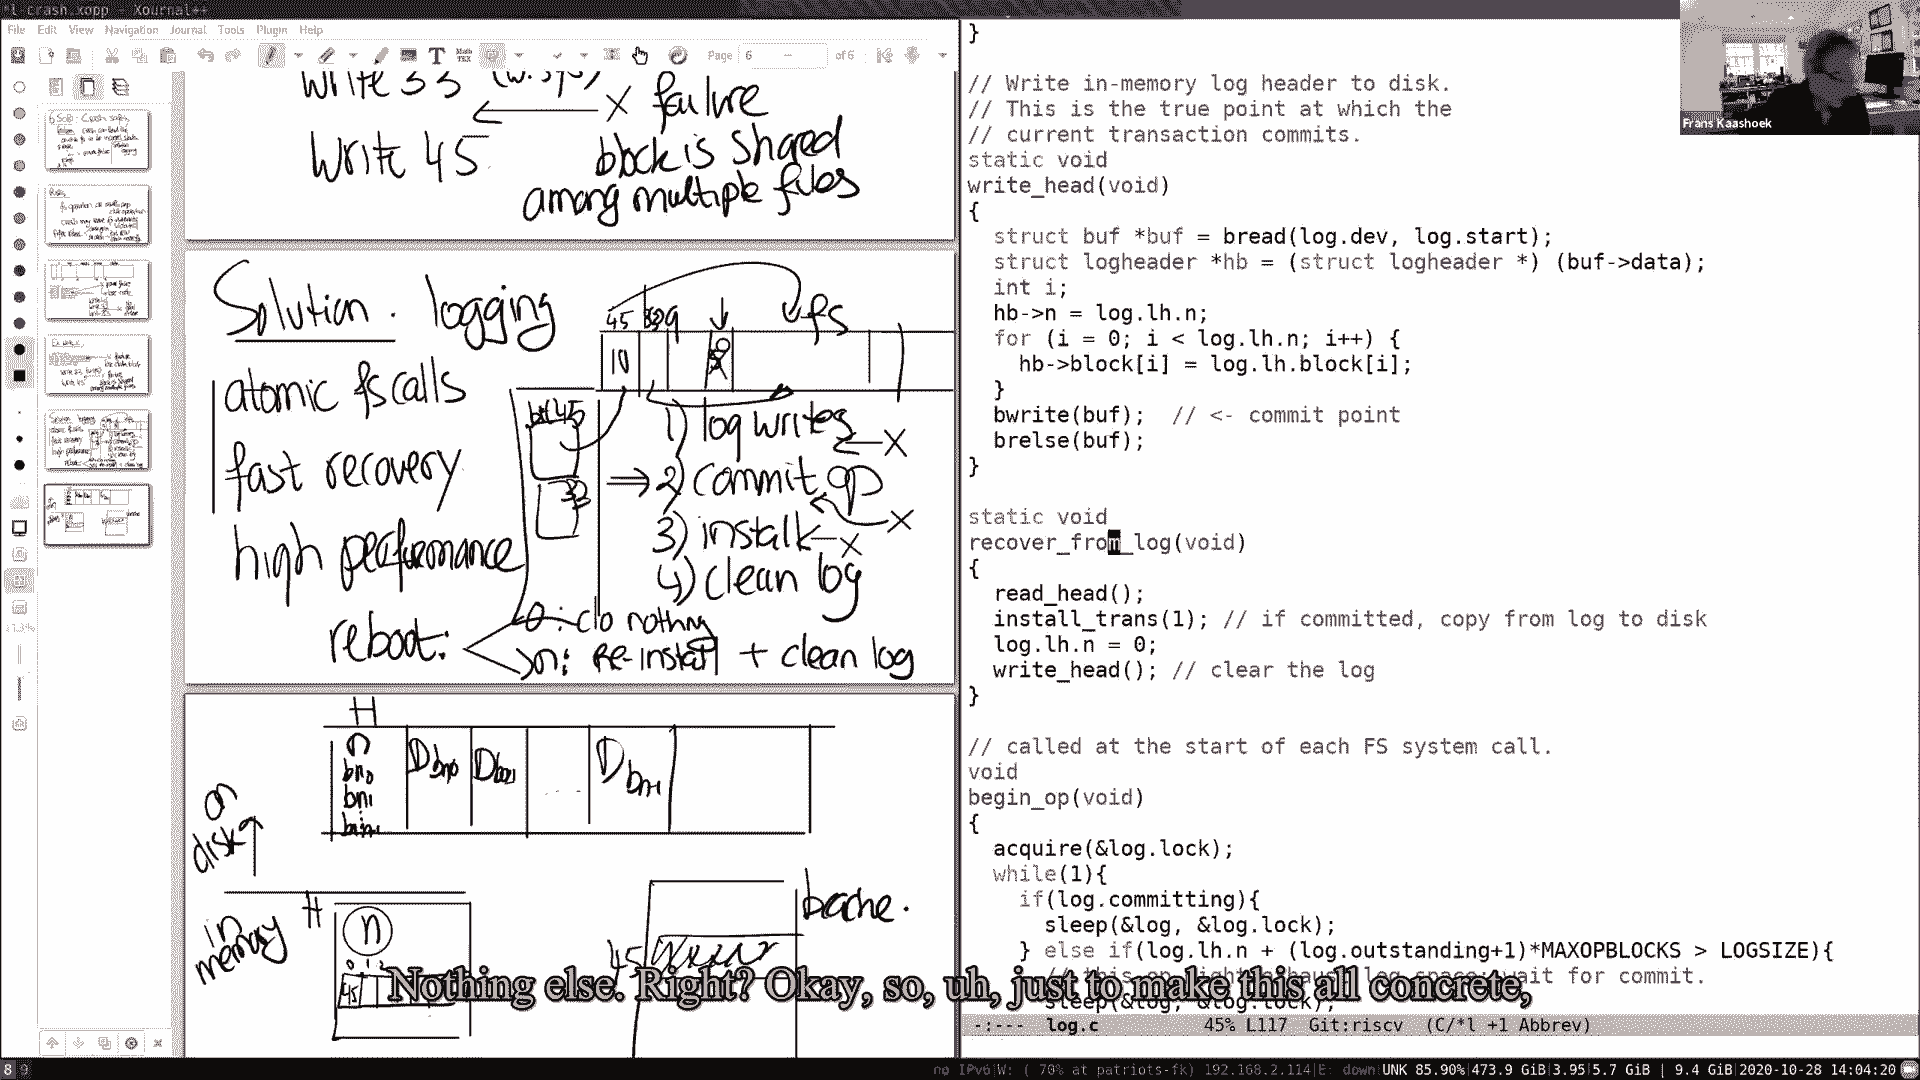 *l-crash.xopp - Xournal++
File Edit View Navigation Journal Tools Plugin Help
Page 6 of 6
write 33
failure
write 45
block is shared
among multiple files
Solution. logging
45 log fs
10
atomic fs calls
fast recovery
high performance
bn 45
33
1) log writes X
2) commit op X
3) install X
4) clean log
reboot:
0: do nothing
n: re-install + clean log
H
n
bn0
bn1
D bn0
on disk
in memory
H
n
0 1 2
45
bcache.
45
}
// Write in-memory log header to disk.
// This is the true point at which the
// current transaction commits.
static void
write_head(void)
{
struct buf *buf = bread(log.dev, log.start);
struct logheader *hb = (struct logheader *) (buf->data);
int i;
hb->n = log.lh.n;
for (i = 0; i < log.lh.n; i++) {
hb->block[i] = log.lh.block[i];
}
bwrite(buf);  // <- commit point
brelse(buf);
}
static void
recover_from_log(void)
{
read_head();
install_trans(1); // if committed, copy from log to disk
log.lh.n = 0;
write_head(); // clear the log
}
// called at the start of each FS system call.
void
begin_op(void)
{
acquire(&log.lock);
while(1){
if(log.committing){
sleep(&log, &log.lock);
} else if(log.lh.n + (log.outstanding+1)*MAXOPBLOCKS > LOGSIZE){
// this op might exhaust log space; wait for commit.
sleep(&log, &log.lock);
-:--- log.c 45% L117 Git:riscv (C/*l +1 Abbrev)
Frans Kaashoek
Nothing else. Right? Okay, so, uh, just to make this all concrete,
8 9
no IPv6|W: ( 70% at patriots-fk) 192.168.2.114|E: down|UNK 85.90%|473.9 GiB|3.95|5.7 GiB | 9.4 GiB|2020-10-28 14:04:20